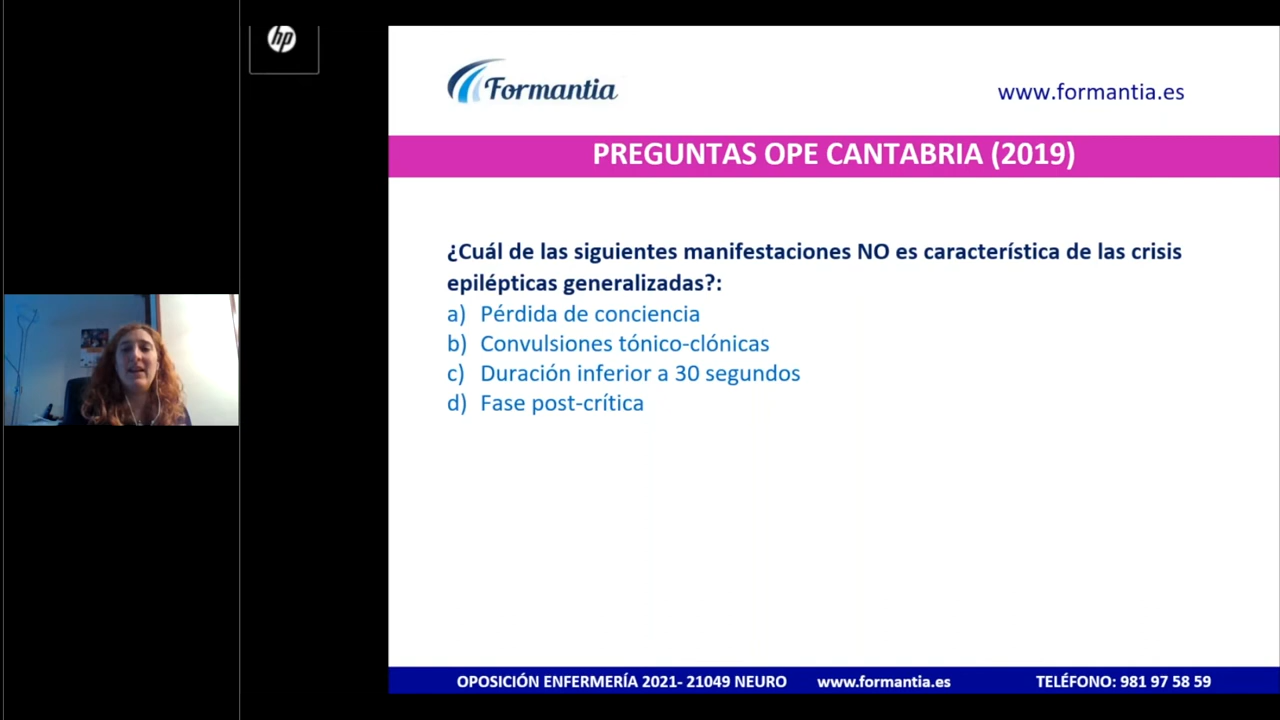 hp
Formantia
www.formantia.es
PREGUNTAS OPE CANTABRIA (2019)
¿Cuál de las siguientes manifestaciones NO es característica de las crisis
epilépticas generalizadas?:
a) Pérdida de conciencia
b) Convulsiones tónico-clónicas
c) Duración inferior a 30 segundos
d) Fase post-crítica
OPOSICIÓN ENFERMERÍA 2021- 21049 NEURO www.formantia.es TELÉFONO: 981 97 58 59